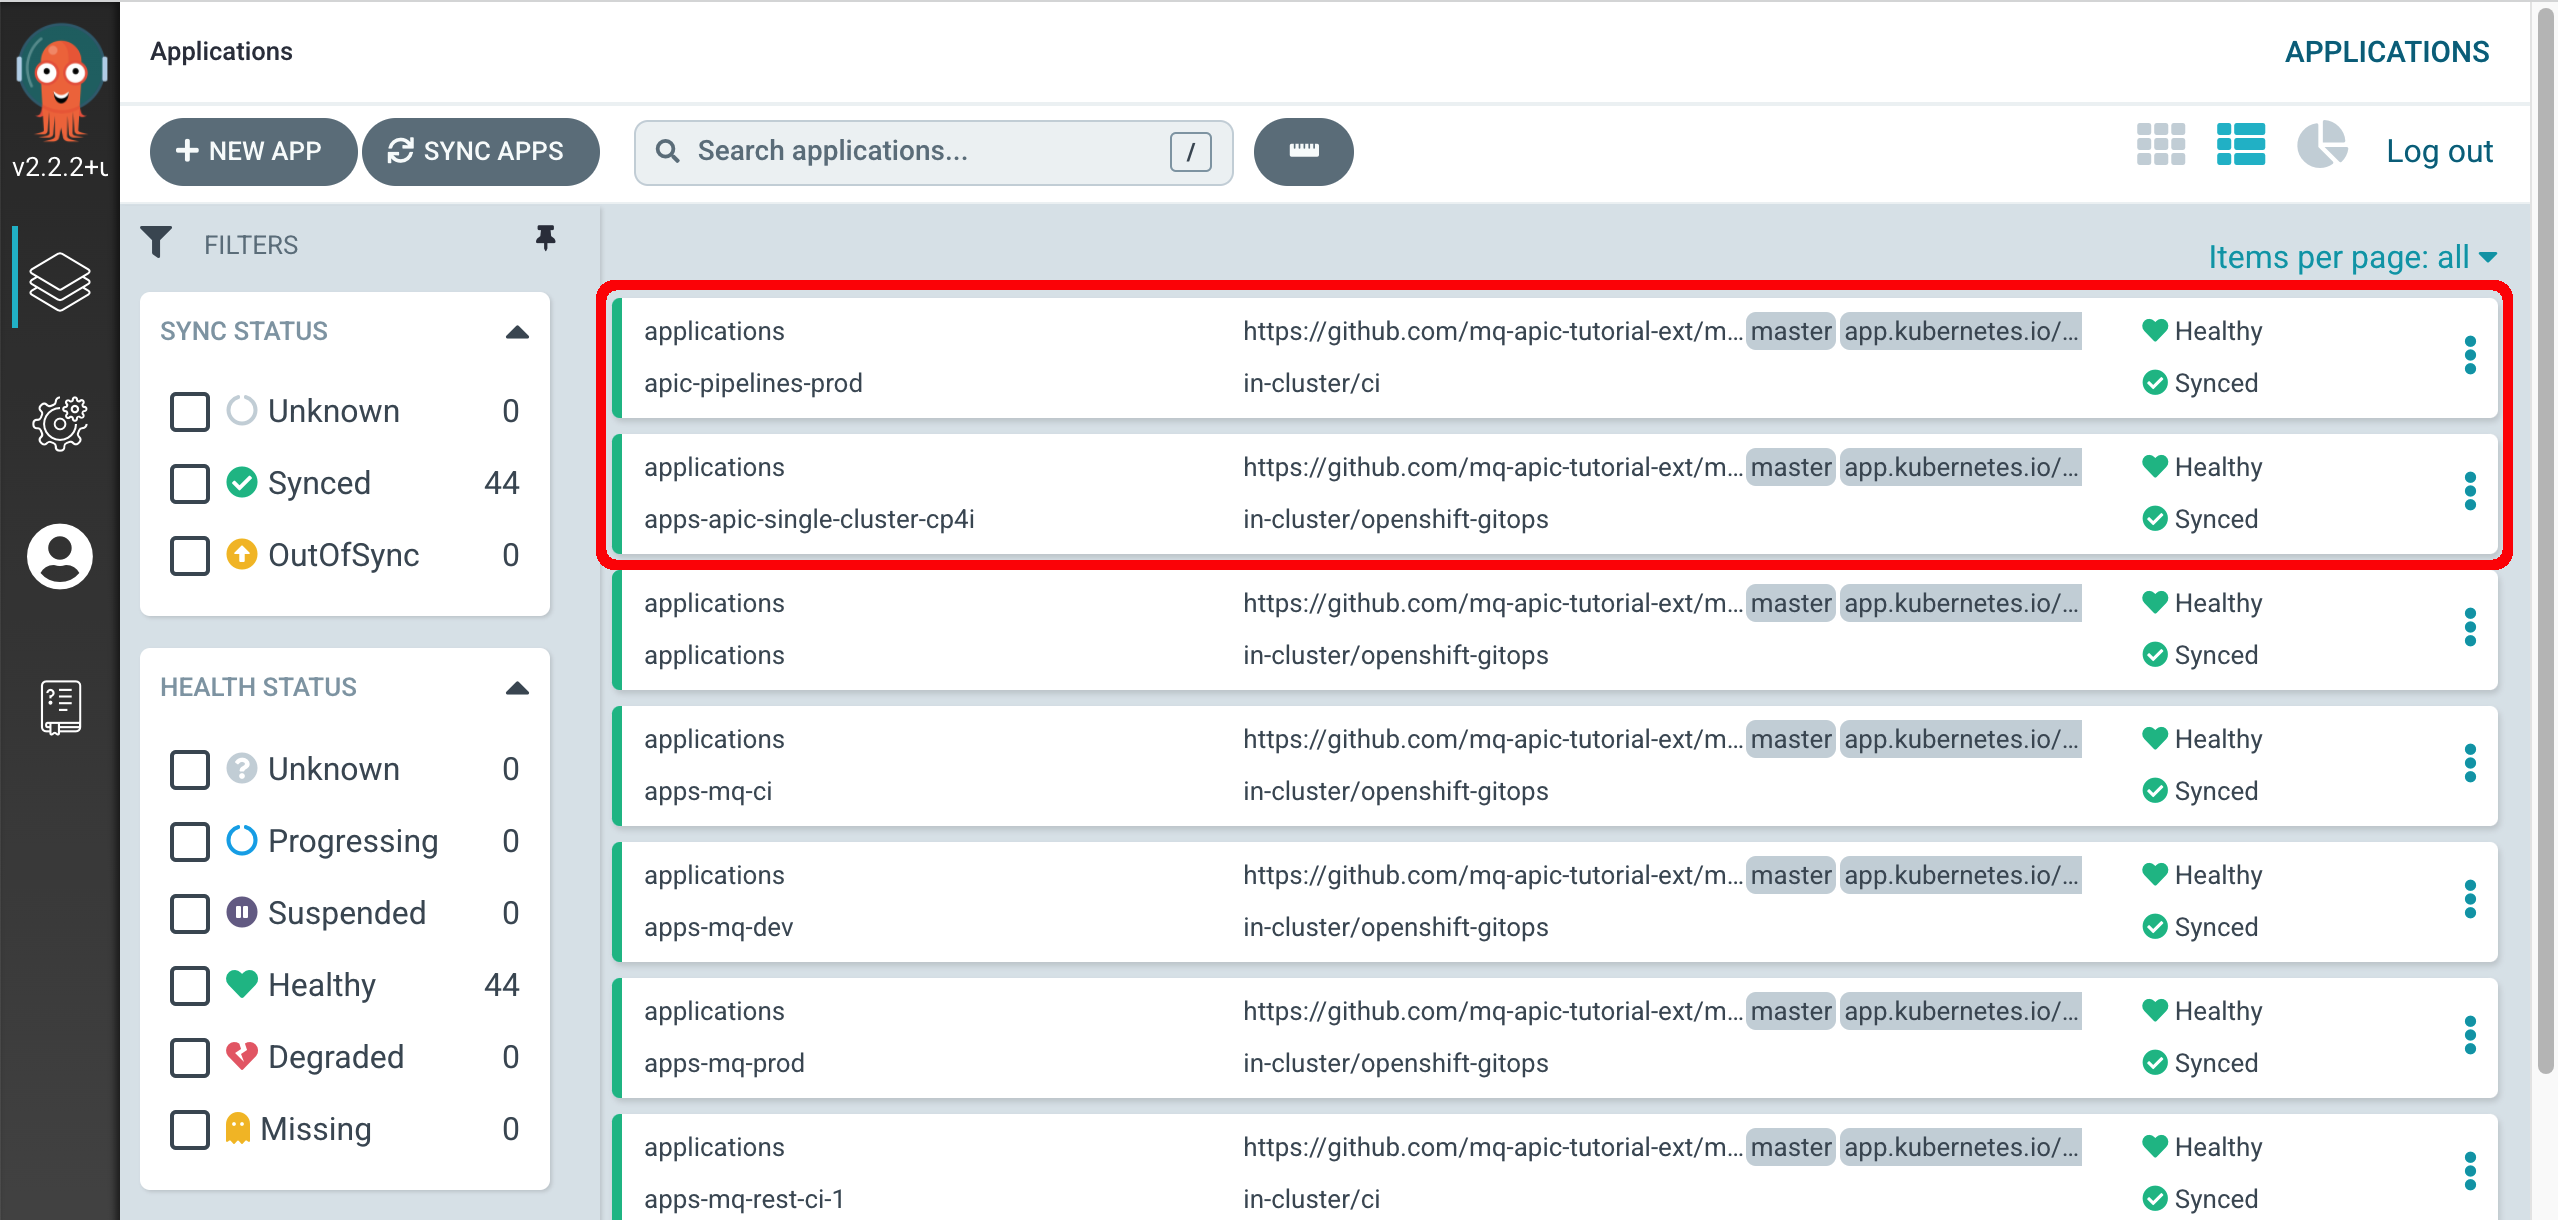 Applications
APPLICATIONS
v2.2.2+u
NEW APP
SYNC APPS
Search applications...
/
Log out
FILTERS
Items per page: all
SYNC STATUS
Unknown 0
Synced 44
OutOfSync 0
HEALTH STATUS
Unknown 0
Progressing 0
Suspended 0
Healthy 44
Degraded 0
Missing 0
applications https://github.com/mq-apic-tutorial-ext/m... master app.kubernetes.io/... Healthy
apic-pipelines-prod in-cluster/ci Synced
applications https://github.com/mq-apic-tutorial-ext/m... master app.kubernetes.io/... Healthy
apps-apic-single-cluster-cp4i in-cluster/openshift-gitops Synced
applications https://github.com/mq-apic-tutorial-ext/m... master app.kubernetes.io/... Healthy
applications in-cluster/openshift-gitops Synced
applications https://github.com/mq-apic-tutorial-ext/m... master app.kubernetes.io/... Healthy
apps-mq-ci in-cluster/openshift-gitops Synced
applications https://github.com/mq-apic-tutorial-ext/m... master app.kubernetes.io/... Healthy
apps-mq-dev in-cluster/openshift-gitops Synced
applications https://github.com/mq-apic-tutorial-ext/m... master app.kubernetes.io/... Healthy
apps-mq-prod in-cluster/openshift-gitops Synced
applications https://github.com/mq-apic-tutorial-ext/m... master app.kubernetes.io/... Healthy
apps-mq-rest-ci-1 in-cluster/ci Synced